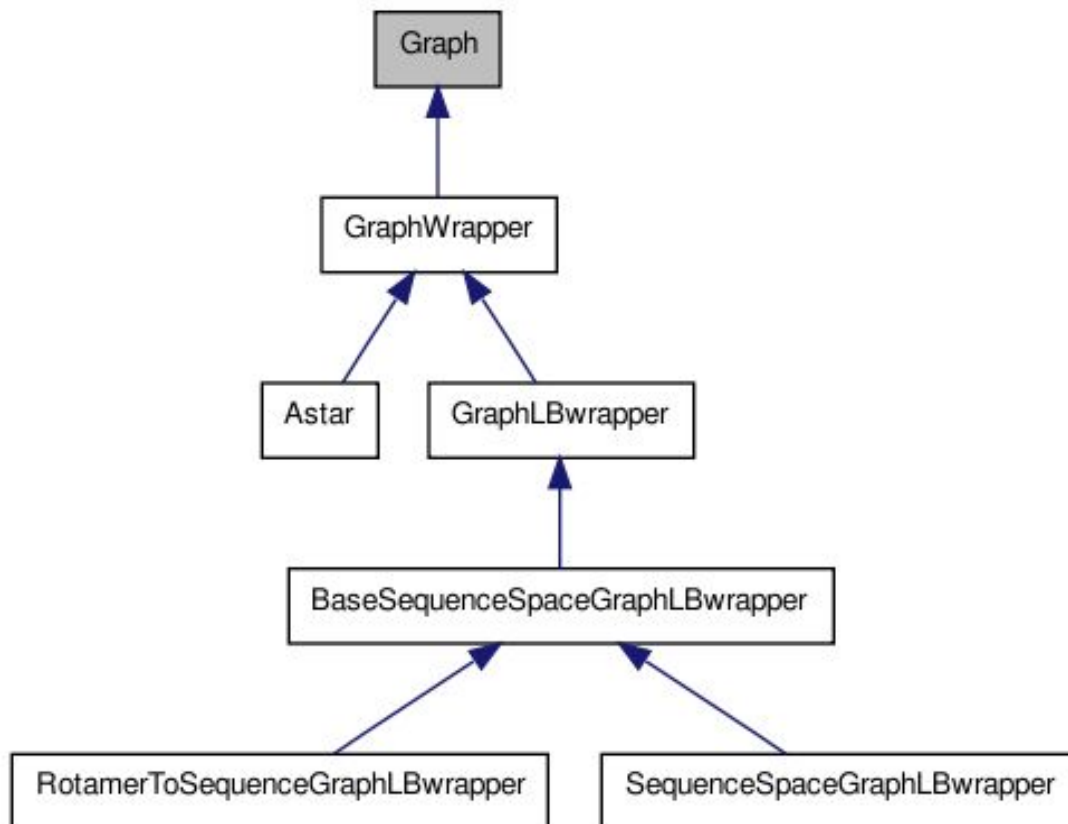 Graph
GraphWrapper
Astar
GraphLBwrapper
BaseSequenceSpaceGraphLBwrapper
RotamerToSequenceGraphLBwrapper
SequenceSpaceGraphLBwrapper